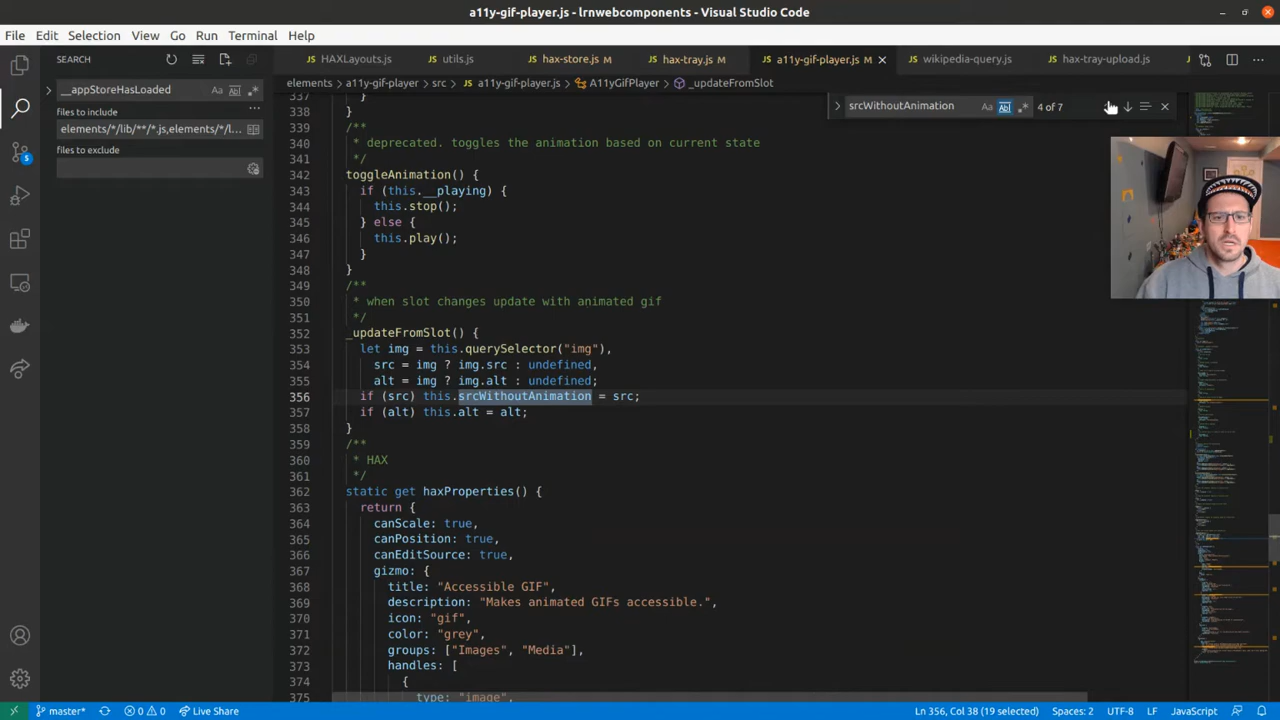 a11y-gif-player.js - lrnwebcomponents - Visual Studio Code
File Edit Selection View Go Run Terminal Help
SEARCH
HAXLayouts.js utils.js hax-store.js M hax-tray.js M a11y-gif-player.js M wikipedia-query.js hax-tray-upload.js
elements > a11y-gif-player > src > a11y-gif-player.js > A11yGifPlayer > _updateFromSlot
__appStoreHasLoaded
files to include
elements/*/lib/**/*.js,elements/*/l...
files to exclude
srcWithoutAnimation 4 of 7
337 }
338 }
339 /**
340 * deprecated. toggles the animation based on current state
341 */
342 toggleAnimation() {
343 if (this.__playing) {
344 this.stop();
345 } else {
346 this.play();
347 }
348 }
349 /**
350 * when slot changes update with animated gif
351 */
352 _updateFromSlot() {
353 let img = this.querySelector("img"),
354 src = img ? img.src : undefined,
355 alt = img ? img.alt : undefined;
356 if (src) this.srcWithoutAnimation = src;
357 if (alt) this.alt = alt;
358 }
359 /**
360 * HAX
361 */
362 static get haxProperties() {
363 return {
364 canScale: true,
365 canPosition: true,
366 canEditSource: true,
367 gizmo: {
368 title: "Accessible GIF",
369 description: "Makes animated GIFs accessible.",
370 icon: "gif",
371 color: "grey",
372 groups: ["Images", "Media"],
373 handles: [
374 {
375 type: "image",
5
master* 0 0 Live Share Ln 356, Col 38 (19 selected) Spaces: 2 UTF-8 LF JavaScript